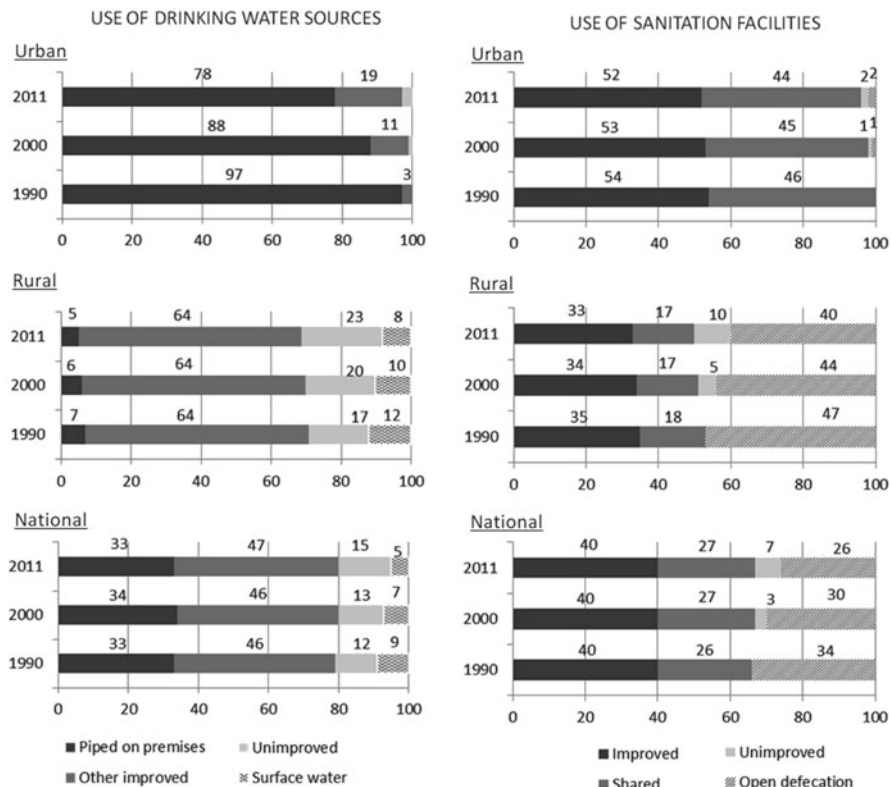 USE OF DRINKING WATER SOURCES
Urban
78 19
2011
88 11
2000
97 3
1990
0 20 40 60 80 100
Rural
5 64 23 8
2011
6 64 20 10
2000
7 64 17 12
1990
0 20 40 60 80 100
National
33 47 15 5
2011
34 46 13 7
2000
33 46 12 9
1990
0 20 40 60 80 100
Piped on premises Unimproved
Other improved Surface water
USE OF SANITATION FACILITIES
Urban
52 44 2 2
2011
53 45 1 1
2000
54 46
1990
0 20 40 60 80 100
Rural
33 17 10 40
2011
34 17 5 44
2000
35 18 47
1990
0 20 40 60 80 100
National
40 27 7 26
2011
40 27 3 30
2000
40 26 34
1990
0 20 40 60 80 100
Improved Unimproved
Shared Open defecation